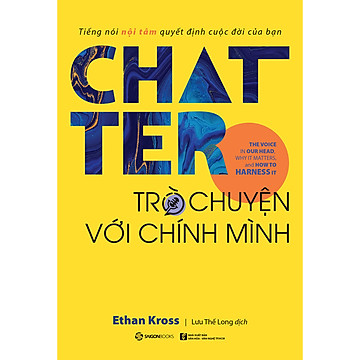 Tiếng nói nội tâm quyết định cuộc đời của bạn
CHAT
TER
THE VOICE
IN OUR HEAD,
WHY IT MATTERS,
and HOW TO
HARNESS IT
TRÒ CHUYỆN
VỚI CHÍNH MÌNH
Ethan Kross | Lưu Thế Long dịch
SAIGONBOOKS